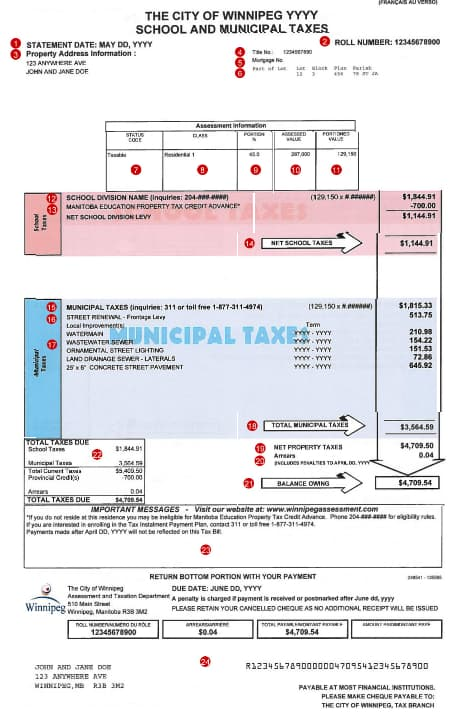 (FRANÇAIS AU VERSO)
THE CITY OF WINNIPEG YYYY
SCHOOL AND MUNICIPAL TAXES
1 STATEMENT DATE: MAY DD, YYYY
2 ROLL NUMBER: 12345678900
3 Property Address Information :
123 ANYWHERE AVE
JOHN AND JANE DOE
4 Title No.: 1234567890
5 Mortgage No.
6 Part of Lot Lot Block Plan Parish
12 3 456 79 SU JA
Assessment Information
STATUS CODE CLASS PORTION % ASSESSED VALUE PORTIONED VALUE
Taxable Residential 1 45.0 287,000 129,150
7 8 9 10 11
12 SCHOOL DIVISION NAME (Inquiries: 204-###-####) (129,150 x #.######) $1,844.91
13 MANITOBA EDUCATION PROPERTY TAX CREDIT ADVANCE* -700.00
NET SCHOOL DIVISION LEVY $1,144.91
SCHOOL TAXES
School Taxes
14 NET SCHOOL TAXES $1,144.91
15 MUNICIPAL TAXES (inquiries: 311 or toll free 1-877-311-4974) (129,150 x #.######) $1,815.33
16 STREET RENEWAL - Frontage Levy 513.75
Local Improvement(s) Term
WATERMAIN YYYY - YYYY 210.98
17 WASTEWATER SEWER YYYY - YYYY 154.22
ORNAMENTAL STREET LIGHTING YYYY - YYYY 151.53
LAND DRAINAGE SEWER - LATERALS YYYY - YYYY 72.86
25' x 6" CONCRETE STREET PAVEMENT YYYY - YYYY 645.92
MUNICIPAL TAXES
Municipal Taxes
18 TOTAL MUNICIPAL TAXES $3,564.59
TOTAL TAXES DUE
School Taxes $1,844.91
22
Municipal Taxes 3,564.59
Total Current Taxes $5,409.50
Provincial Credit(s) -700.00
Arrears 0.04
TOTAL TAXES DUE $4,709.54
19 NET PROPERTY TAXES $4,709.50
20 Arrears 0.04
(INCLUDES PENALTIES TO APRIL DD, YYYY)
21 BALANCE OWING $4,709.54
IMPORTANT MESSAGES - Visit our website at: www.winnipegassessment.com
*If you do not reside at this residence you may be ineligible for Manitoba Education Property Tax Credit Advance. Phone 204-###-#### for eligibility rules.
If you are interested in enrolling in the Tax Instalment Payment Plan, contact 311 or toll free 1-877-311-4974.
Payments made after April DD, YYYY will not be reflected on this Tax Bill.
23
RETURN BOTTOM PORTION WITH YOUR PAYMENT
Winnipeg
The City of Winnipeg
Assessment and Taxation Department
510 Main Street
Winnipeg, Manitoba R3B 3M2
DUE DATE: JUNE DD, YYYY
A penalty is charged if payment is received or postmarked after June dd, yyyy
PLEASE RETAIN YOUR CANCELLED CHEQUE AS NO ADDITIONAL RECEIPT WILL BE ISSUED
ROLL NUMBER/NUMÉRO DU RÔLE ARREARS/ARRIÉRÉ TOTAL PAYABLE/MONTANT PAYABLE AMOUNT PAID/MONTANT PAYÉ
12345678900 $0.04 $4,709.54
24
JOHN AND JANE DOE
123 ANYWHERE AVE
WINNIPEG, MB R3B 3M2
PAYABLE AT MOST FINANCIAL INSTITUTIONS.
PLEASE MAKE CHEQUE PAYABLE TO:
THE CITY OF WINNIPEG, TAX BRANCH